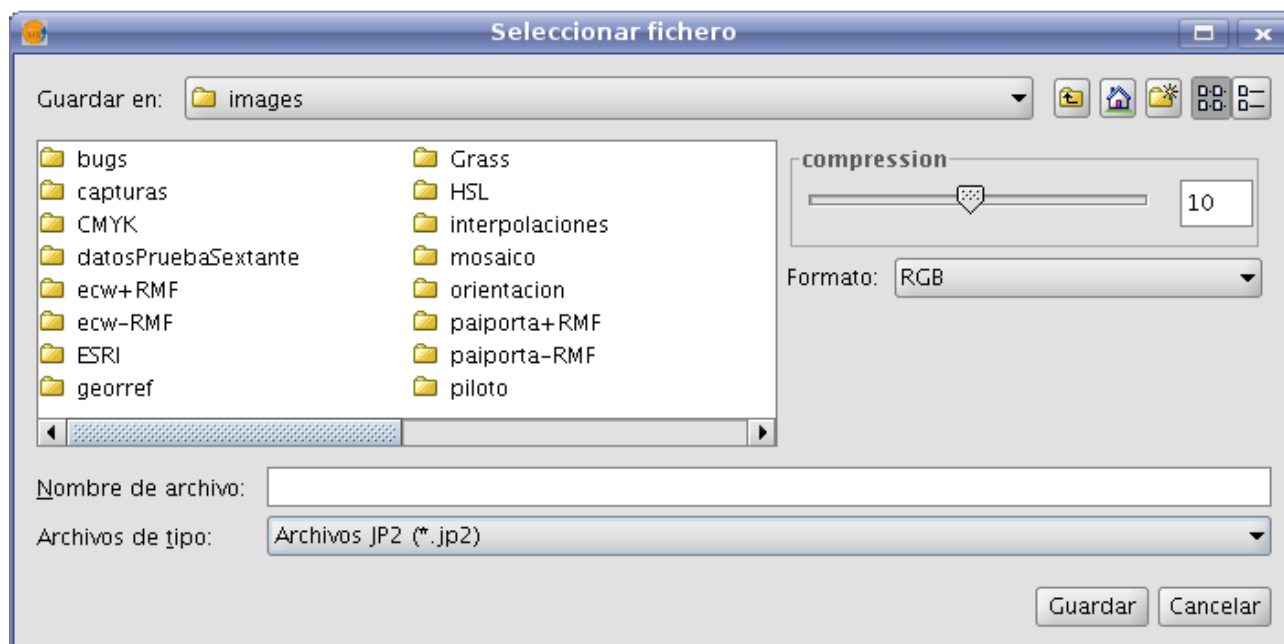 Seleccionar fichero
Guardar en: images
bugs
capturas
CMYK
datosPruebaSextante
ecw+RMF
ecw-RMF
ESRI
georref
Grass
HSL
interpolaciones
mosaico
orientacion
paiporta+RMF
paiporta-RMF
piloto
compression
10
Formato: RGB
Nombre de archivo:
Archivos de tipo: Archivos JP2 (*.jp2)
Guardar Cancelar